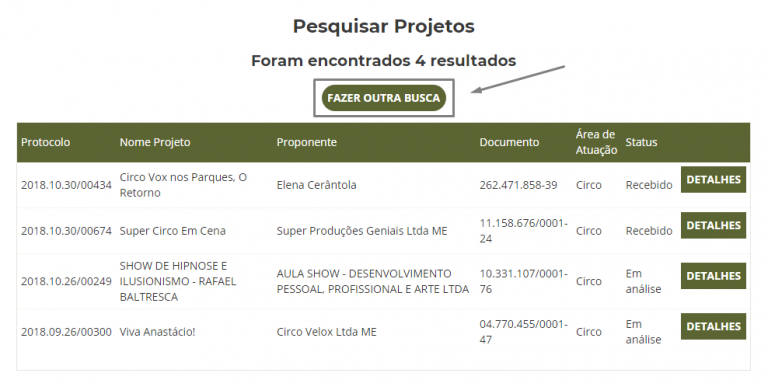 Pesquisar Projetos
Foram encontrados 4 resultados
FAZER OUTRA BUSCA
Protocolo Nome Projeto Proponente Documento Área de Atuação Status
2018.10.30/00434 Circo Vox nos Parques, O Retorno Elena Cerântola 262.471.858-39 Circo Recebido DETALHES
2018.10.30/00674 Super Circo Em Cena Super Produções Geniais Ltda ME 11.158.676/0001-24 Circo Recebido DETALHES
2018.10.26/00249 SHOW DE HIPNOSE E ILUSIONISMO - RAFAEL BALTRESCA AULA SHOW - DESENVOLVIMENTO PESSOAL, PROFISSIONAL E ARTE LTDA 10.331.107/0001-76 Circo Em análise DETALHES
2018.09.26/00300 Viva Anastácio! Circo Velox Ltda ME 04.770.455/0001-47 Circo Em análise DETALHES